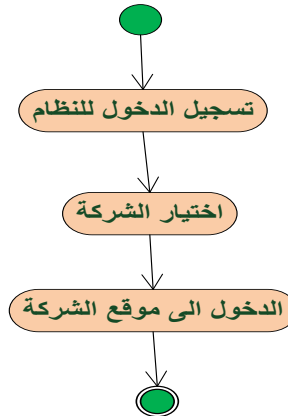 تسجيل الدخول للنظام
اختيار الشركة
الدخول الى موقع الشركة